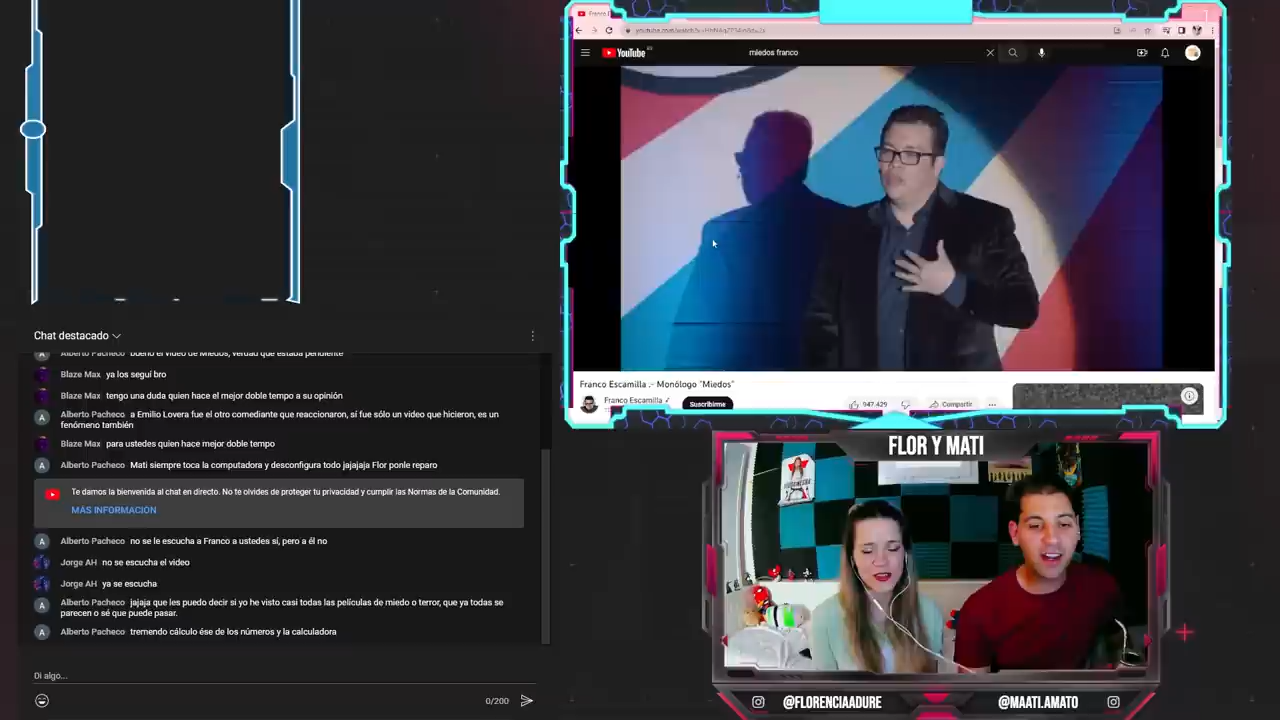 Franco E
miedos franco
YouTube
Franco Escamilla .- Monólogo "Miedos"
Franco Escamilla
Suscribirme
947.429
Compartir
Chat destacado
Alberto Pacheco bueno el video de Miedos, verdad que estaba pendiente
Blaze Max ya los seguí bro
Blaze Max tengo una duda quien hace el mejor doble tempo a su opinión
Alberto Pacheco a Emilio Lovera fue el otro comediante que reaccionaron, sí fue sólo un video que hicieron, es un
fenómeno también
Blaze Max para ustedes quien hace mejor doble tempo
Alberto Pacheco Mati siempre toca la computadora y desconfigura todo jajajaja Flor ponle reparo
Te damos la bienvenida al chat en directo. No te olvides de proteger tu privacidad y cumplir las Normas de la Comunidad.
MÁS INFORMACIÓN
Alberto Pacheco no se le escucha a Franco a ustedes sí, pero a él no
Jorge AH no se escucha el video
Jorge AH ya se escucha
Alberto Pacheco jajaja que les puedo decir si yo he visto casi todas las películas de miedo o terror, que ya todas se
parecen o sé que puede pasar.
Alberto Pacheco tremendo cálculo ése de los números y la calculadora
Di algo...
0/200
FLOR Y MATI
@FLORENCIAADURE
@MAATI.AMATO